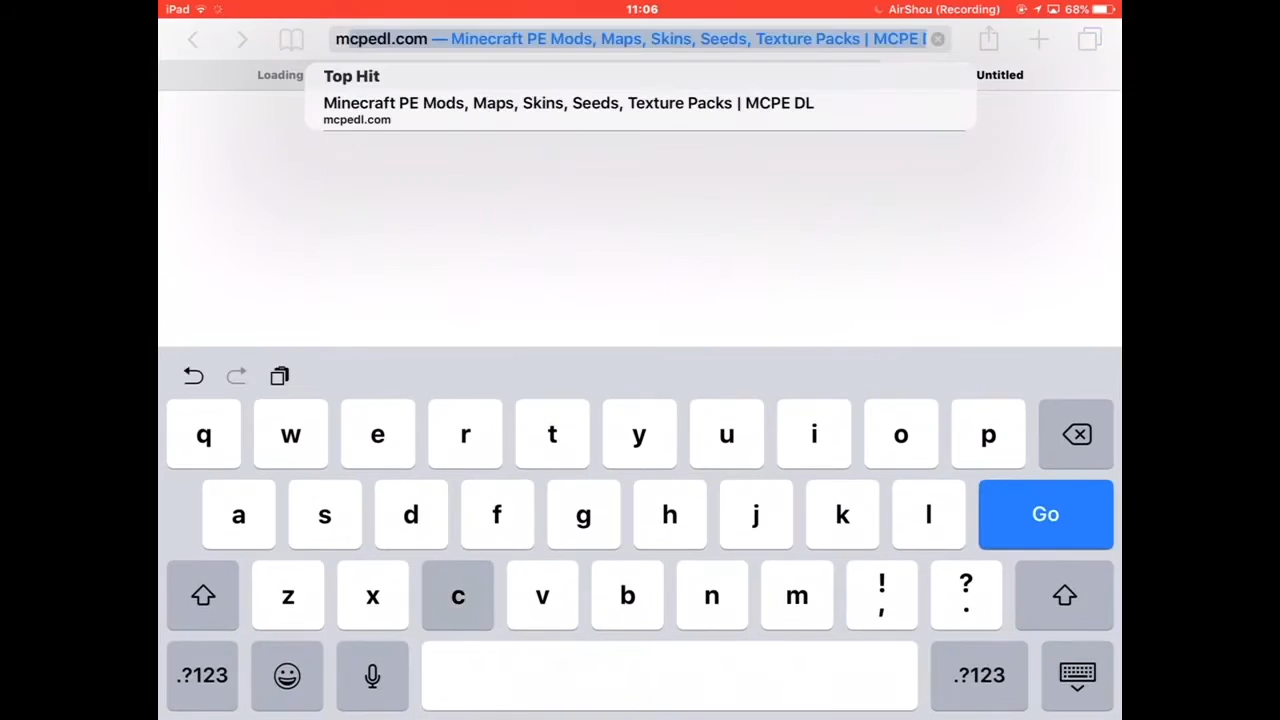 iPad 11:06 AirShou (Recording) 68%
mcpedl.com — Minecraft PE Mods, Maps, Skins, Seeds, Texture Packs | MCPE
Loading Top Hit Untitled
Minecraft PE Mods, Maps, Skins, Seeds, Texture Packs | MCPE DL
mcpedl.com
q w e r t y u i o p
a s d f g h j k l Go
z x c v b n m ! , ? .
.?123 .?123